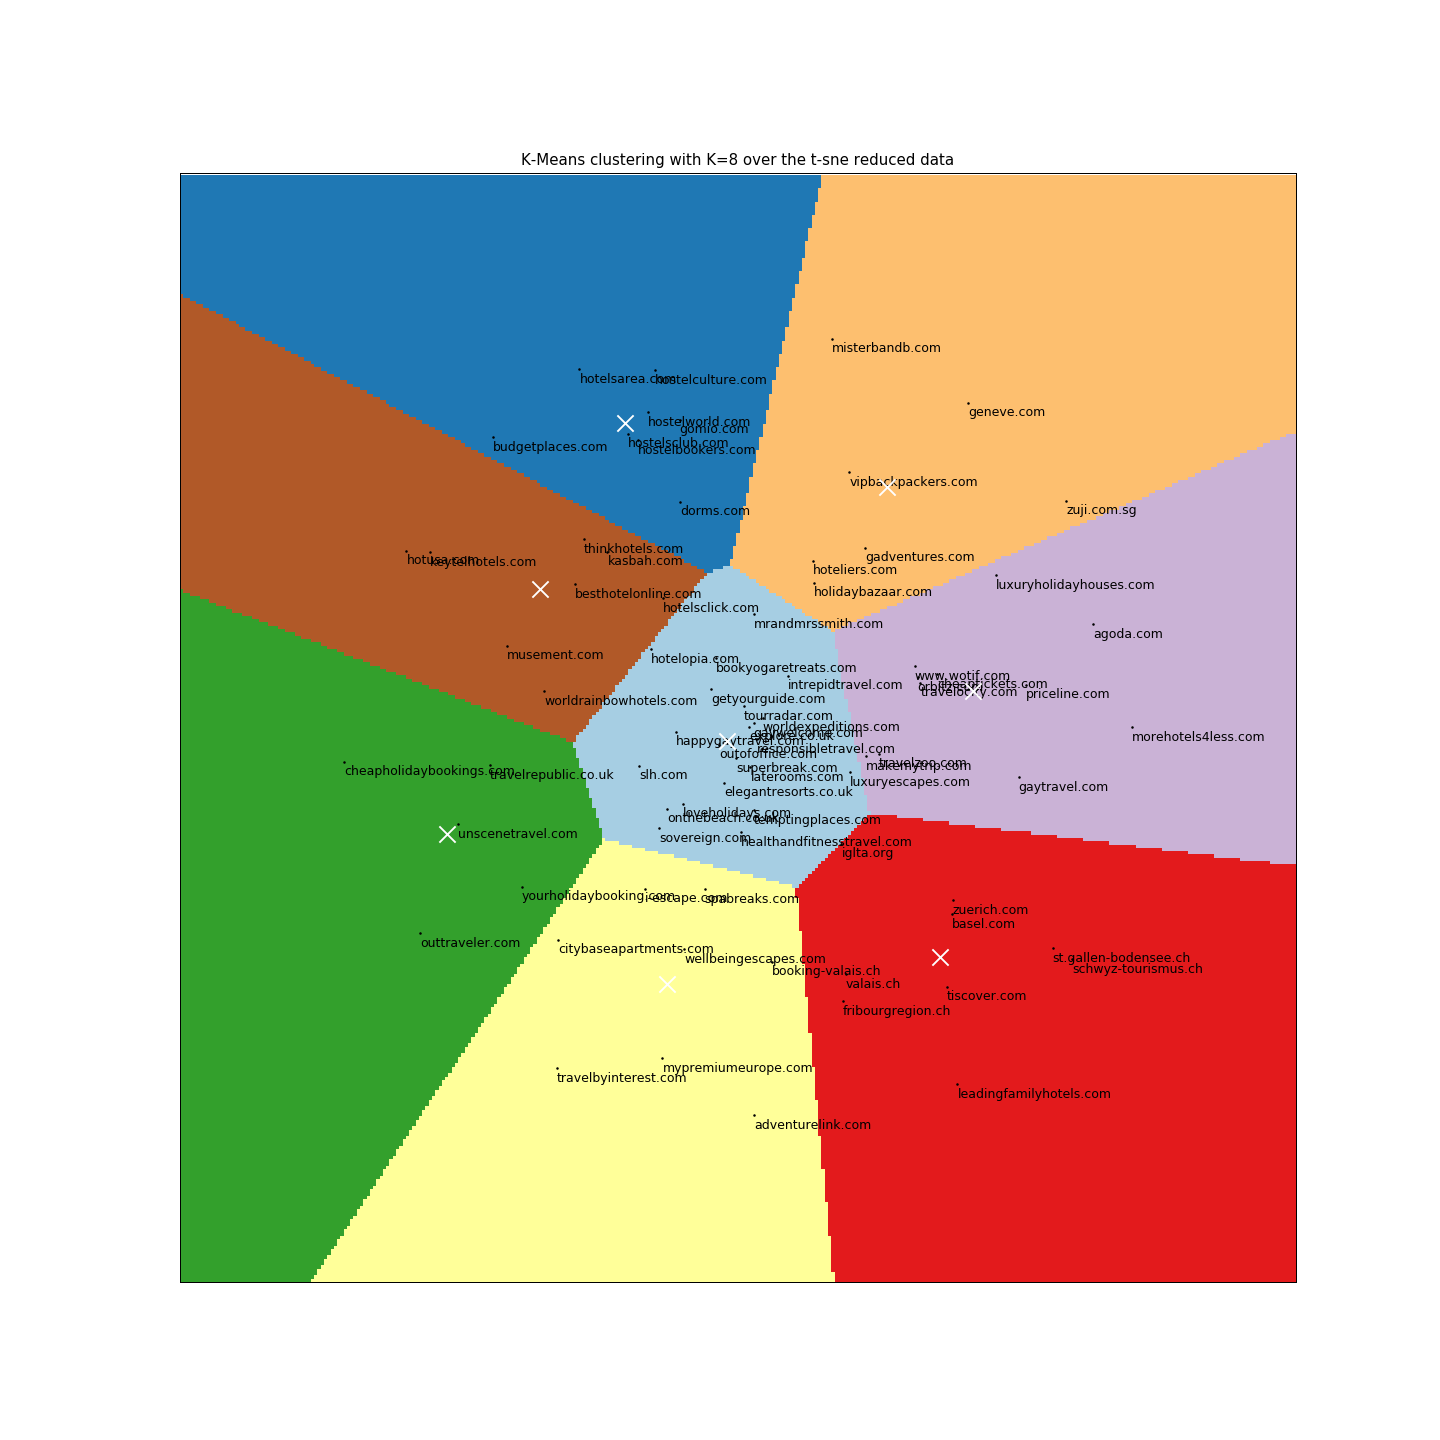 K-Means clustering with K=8 over the t-sne reduced data
misterbandb.com
hotelsarea.com
hostelculture.com
geneve.com
hostelworld.com
gomio.com
hostelsclub.com
budgetplaces.com
hostelbookers.com
vipbackpackers.com
dorms.com
zuji.com.sg
thinkhotels.com
gadventures.com
hotusa.com
keytelhotels.com
kasbah.com
hoteliers.com
luxuryholidayhouses.com
besthotelonline.com
holidaybazaar.com
hotelsclick.com
mrandmrssmith.com
agoda.com
musement.com
hotelopia.com
bookyogaretreats.com
www.wotif.com
intrepidtravel.com
cheaptickets.com
travelocity.com
priceline.com
worldrainbowhotels.com
getyourguide.com
tourradar.com
worldexpeditions.com
gaywelcome.com
explore.co.uk
morehotels4less.com
happygaytravel.com
responsibletravel.com
outofoffice.com
travelzoo.com
makemytrip.com
superbreak.com
cheapholidaybookings.com
travelrepublic.co.uk
slh.com
laterooms.com
luxuryescapes.com
gaytravel.com
elegantresorts.co.uk
loveholidays.com
onthebeach.co.uk
temptingplaces.com
unscenetravel.com
sovereign.com
healthandfitnesstravel.com
iglta.org
yourholidaybooking.com
i-escape.com
spabreaks.com
zuerich.com
basel.com
outtraveler.com
citybaseapartments.com
wellbeingescapes.com
st.gallen-bodensee.ch
schwyz-tourismus.ch
booking-valais.ch
valais.ch
tiscover.com
fribourgregion.ch
mypremiumeurope.com
travelbyinterest.com
leadingfamilyhotels.com
adventurelink.com